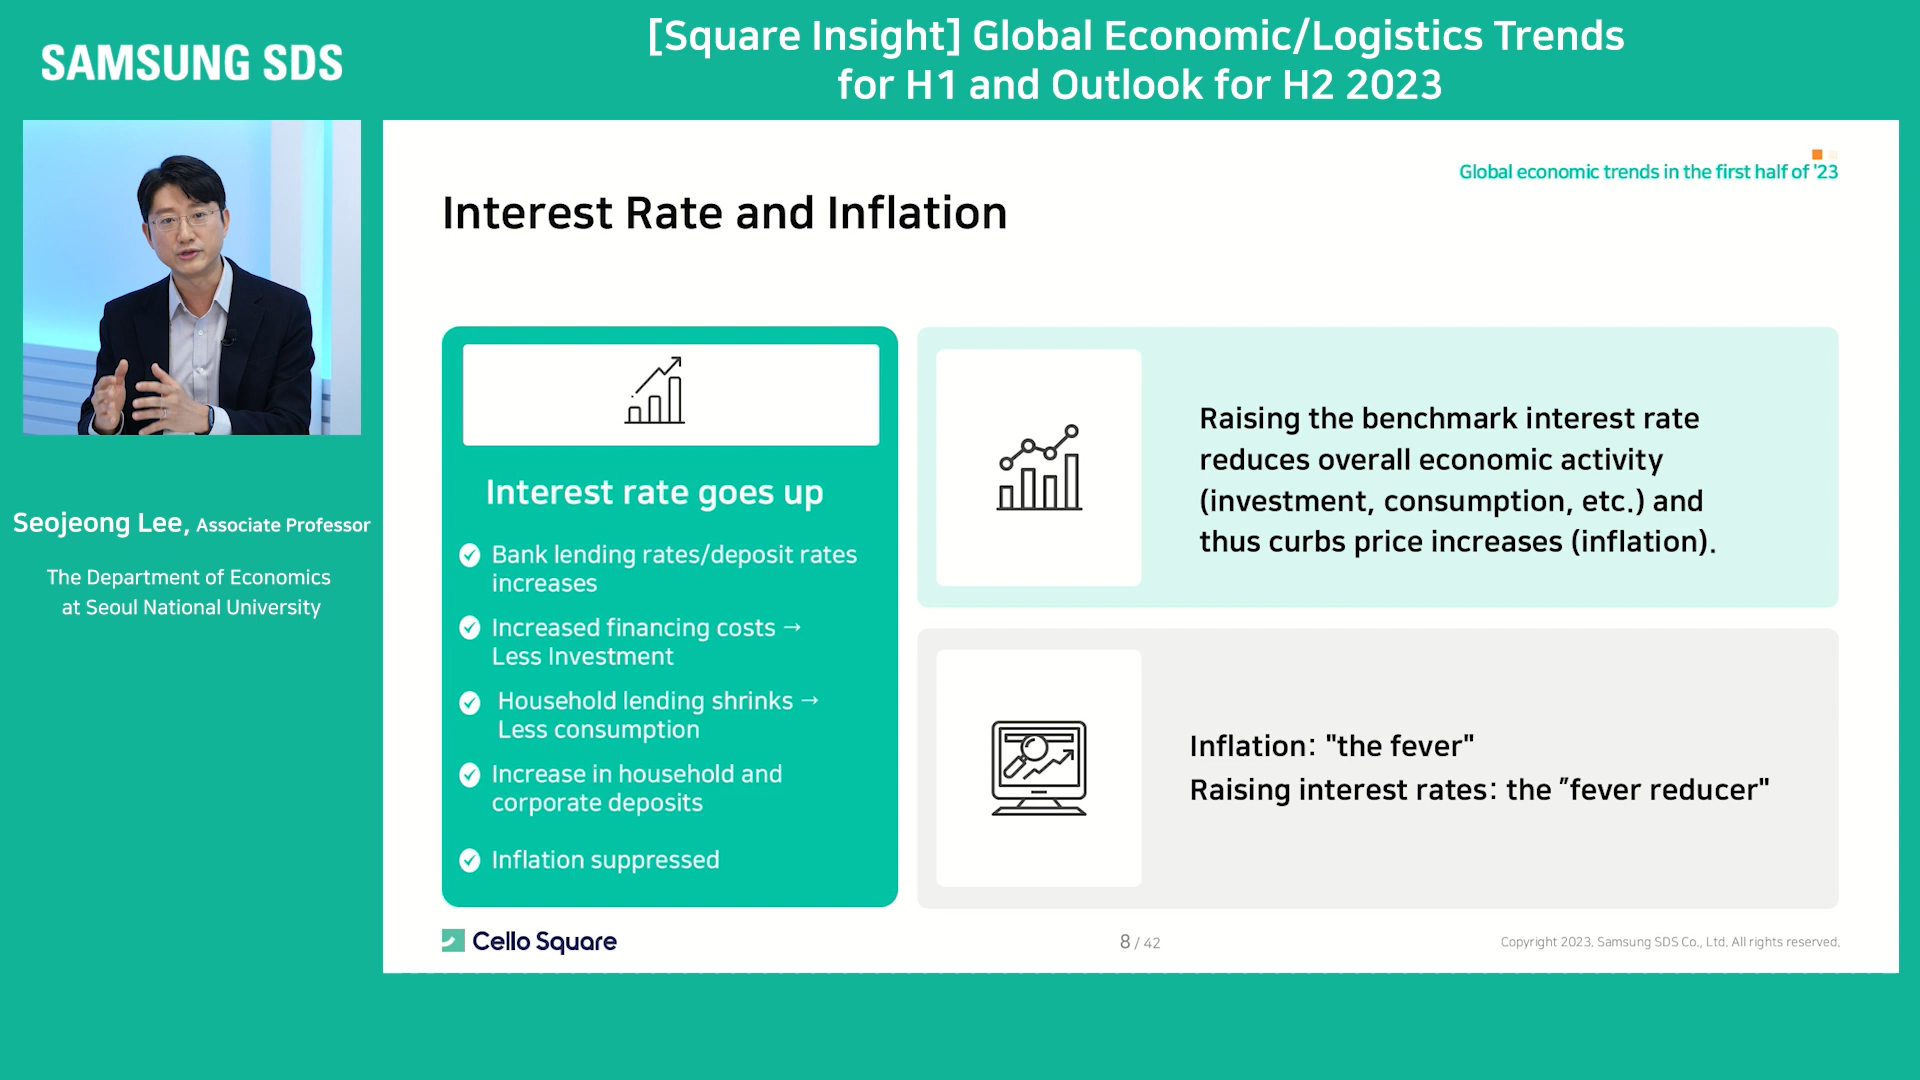 SAMSUNG SDS
[Square Insight] Global Economic/Logistics Trends
for H1 and Outlook for H2 2023
Seojeong Lee, Associate Professor
The Department of Economics
at Seoul National University
Global economic trends in the first half of '23
Interest Rate and Inflation
Interest rate goes up
Bank lending rates/deposit rates
increases
Increased financing costs →
Less Investment
Household lending shrinks →
Less consumption
Increase in household and
corporate deposits
Inflation suppressed
Raising the benchmark interest rate
reduces overall economic activity
(investment, consumption, etc.) and
thus curbs price increases (inflation).
Inflation: "the fever"
Raising interest rates: the "fever reducer"
Cello Square
8 / 42
Copyright 2023. Samsung SDS Co., Ltd. All rights reserved.